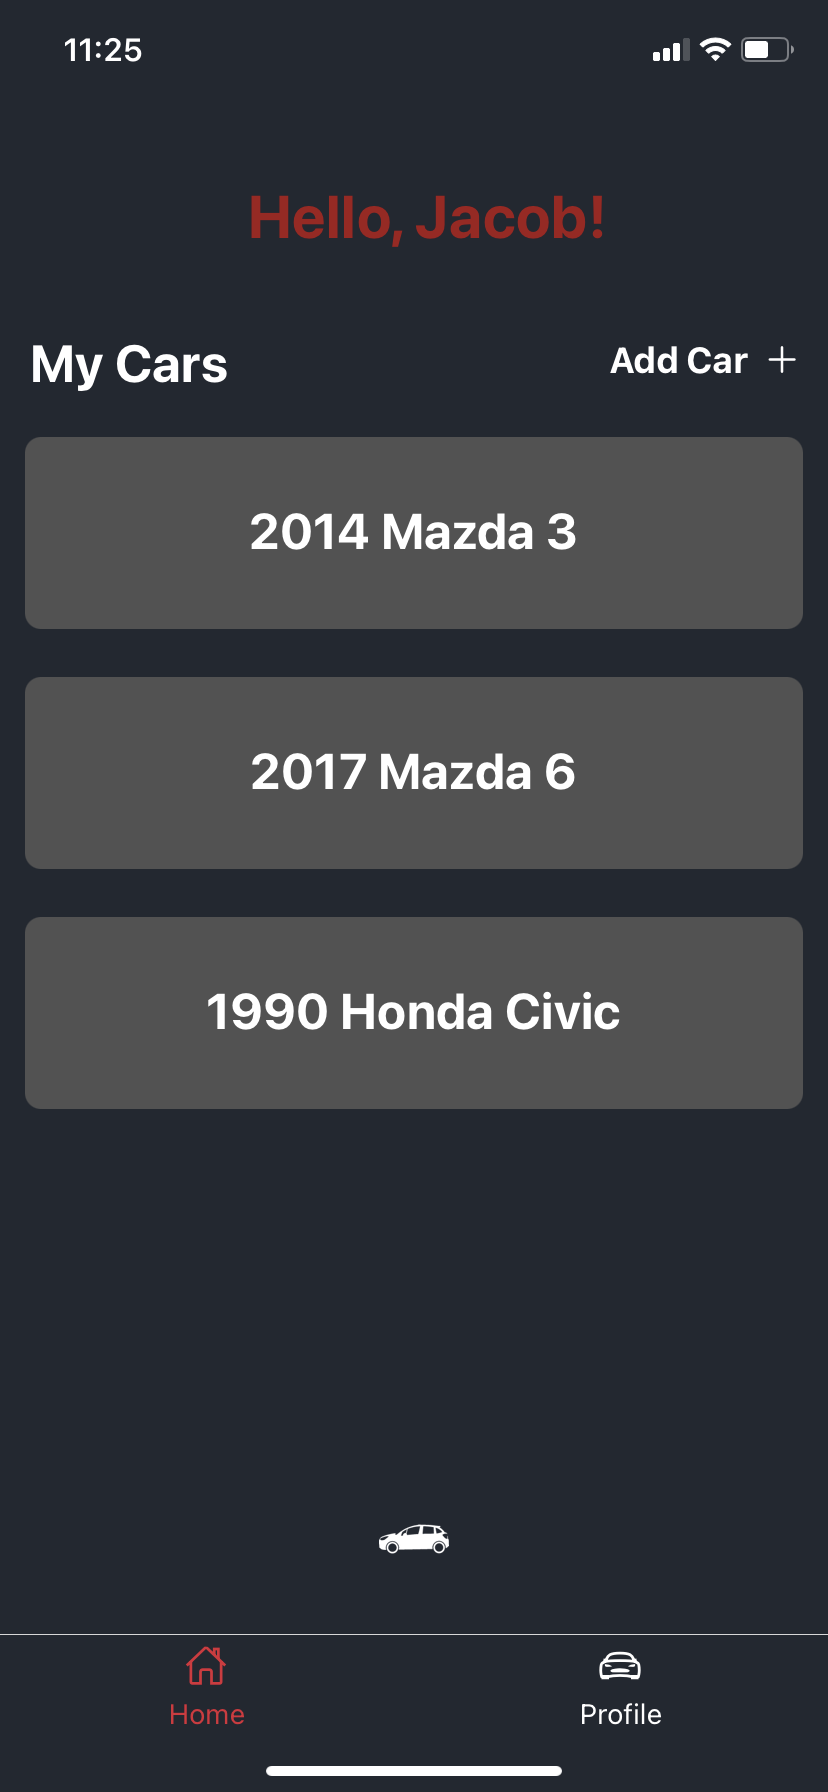 11:25
Hello, Jacob!
My Cars
Add Car +
2014 Mazda 3
2017 Mazda 6
1990 Honda Civic
Home
Profile